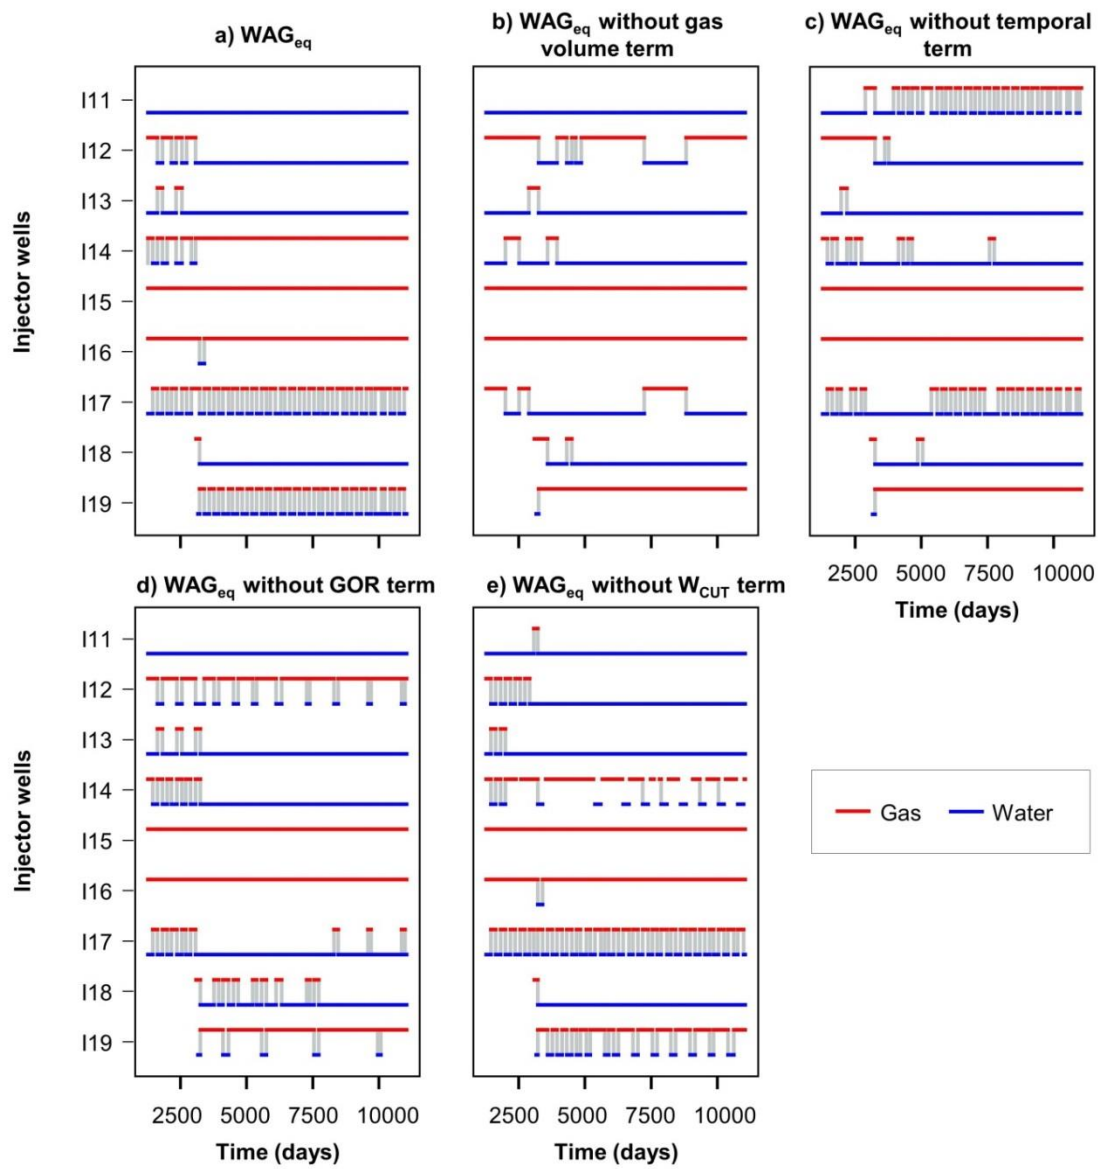 a) WAGeq
b) WAGeq without gas
volume term
c) WAGeq without temporal
term
Injector wells
I11
I12
I13
I14
I15
I16
I17
I18
I19
2500 5000 7500 10000
Time (days)
d) WAGeq without GOR term
e) WAGeq without WCUT term
Injector wells
I11
I12
I13
I14
I15
I16
I17
I18
I19
Gas Water
2500 5000 7500 10000
2500 5000 7500 10000
Time (days)
Time (days)